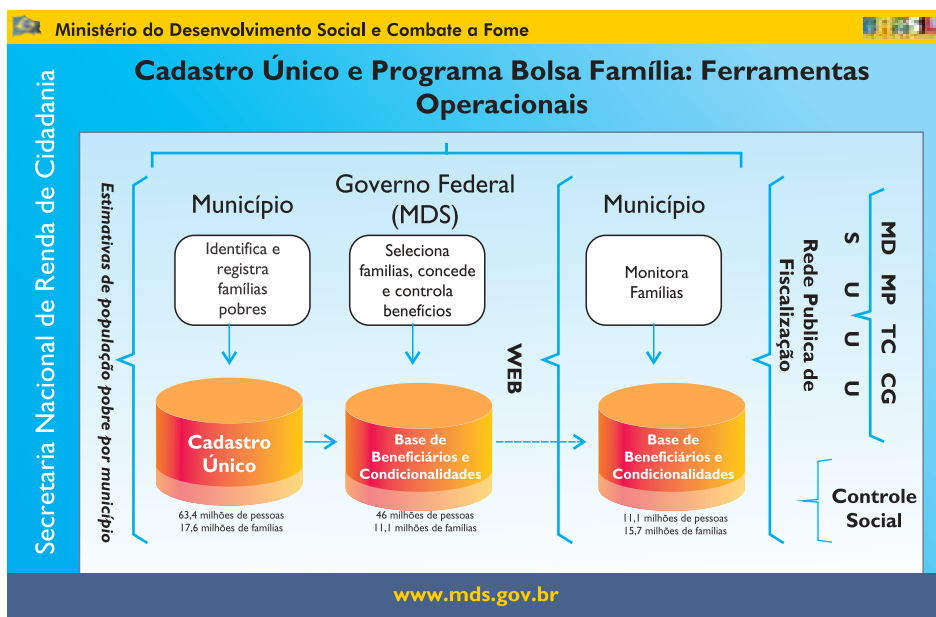 Ministério do Desenvolvimento Social e Combate a Fome
Secretaria Nacional de Renda de Cidadania
Cadastro Único e Programa Bolsa Família: Ferramentas
Operacionais
Estimativas de população pobre por município
Município
Identifica e
registra
famílias
pobres
Cadastro
Único
63,4 milhões de pessoas
17,6 milhões de famílias
Governo Federal
(MDS)
Seleciona
familias, concede
e controla
benefícios
Base de
Beneficiários e
Condicionalidades
46 milhões de pessoas
11,1 milhões de famílias
WEB
Município
Monitora
Famílias
Base de
Beneficiários e
Condicionalidades
11,1 milhões de pessoas
15,7 milhões de famílias
Rede Publica de
Fiscalização
MD MP TC CG
S U U U
Controle
Social
www.mds.gov.br